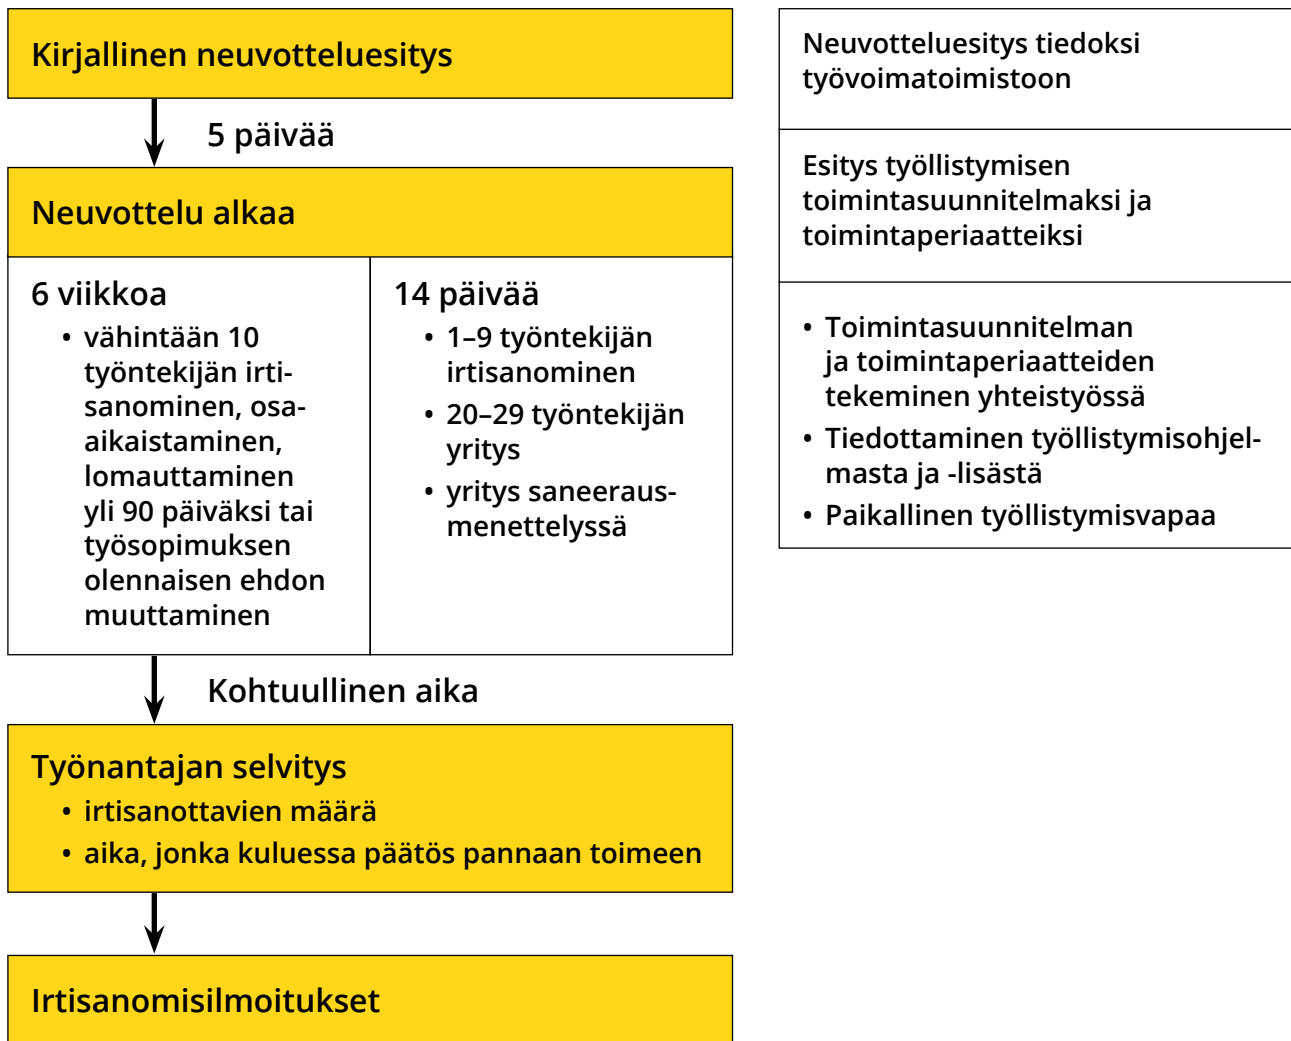 Kirjallinen neuvotteluesitys
5 päivää
Neuvottelu alkaa
6 viikkoa
• vähintään 10
työntekijän irti-
sanominen, osa-
aikaistaminen,
lomauttaminen
yli 90 päiväksi tai
työsopimuksen
olennaisen ehdon
muuttaminen
14 päivää
• 1–9 työntekijän
irtisanominen
• 20–29 työntekijän
yritys
• yritys saneeraus-
menettelyssä
Kohtuullinen aika
Työnantajan selvitys
• irtisanottavien määrä
• aika, jonka kuluessa päätös pannaan toimeen
Irtisanomisilmoitukset
Neuvotteluesitys tiedoksi
työvoimatoimistoon
Esitys työllistymisen
toimintasuunnitelmaksi ja
toimintaperiaatteiksi
• Toimintasuunnitelman
ja toimintaperiaatteiden
tekeminen yhteistyössä
• Tiedottaminen työllistymisohjel-
masta ja -lisästä
• Paikallinen työllistymisvapaa